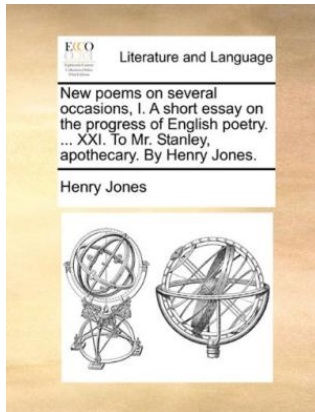 ECCO
Literature and Language
New poems on several
occasions, I. A short essay on
the progress of English poetry.
... XXI. To Mr. Stanley,
apothecary. By Henry Jones.
Henry Jones